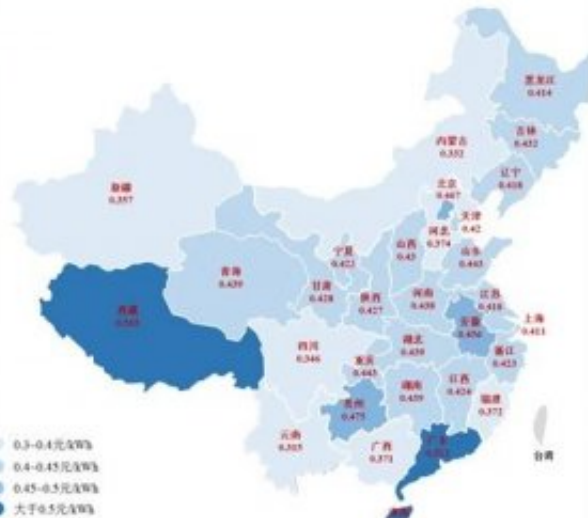 黑龙江
0.414
吉林
0.432
辽宁
0.418
内蒙古
0.332
北京
0.467
天津
0.42
河北
0.374
山西
0.43
山东
0.443
新疆
0.357
宁夏
0.422
青海
0.439
甘肃
0.428
陕西
0.427
河南
0.438
江苏
0.418
安徽
上海
0.411
西藏
四川
0.346
重庆
0.443
湖北
0.439
浙江
0.423
湖南
0.459
江西
0.424
贵州
0.475
福建
0.372
云南
广西
0.371
广东
台湾
0.3-0.4元/kWh
0.4-0.45元/kWh
0.45-0.5元/kWh
大于0.5元/kWh